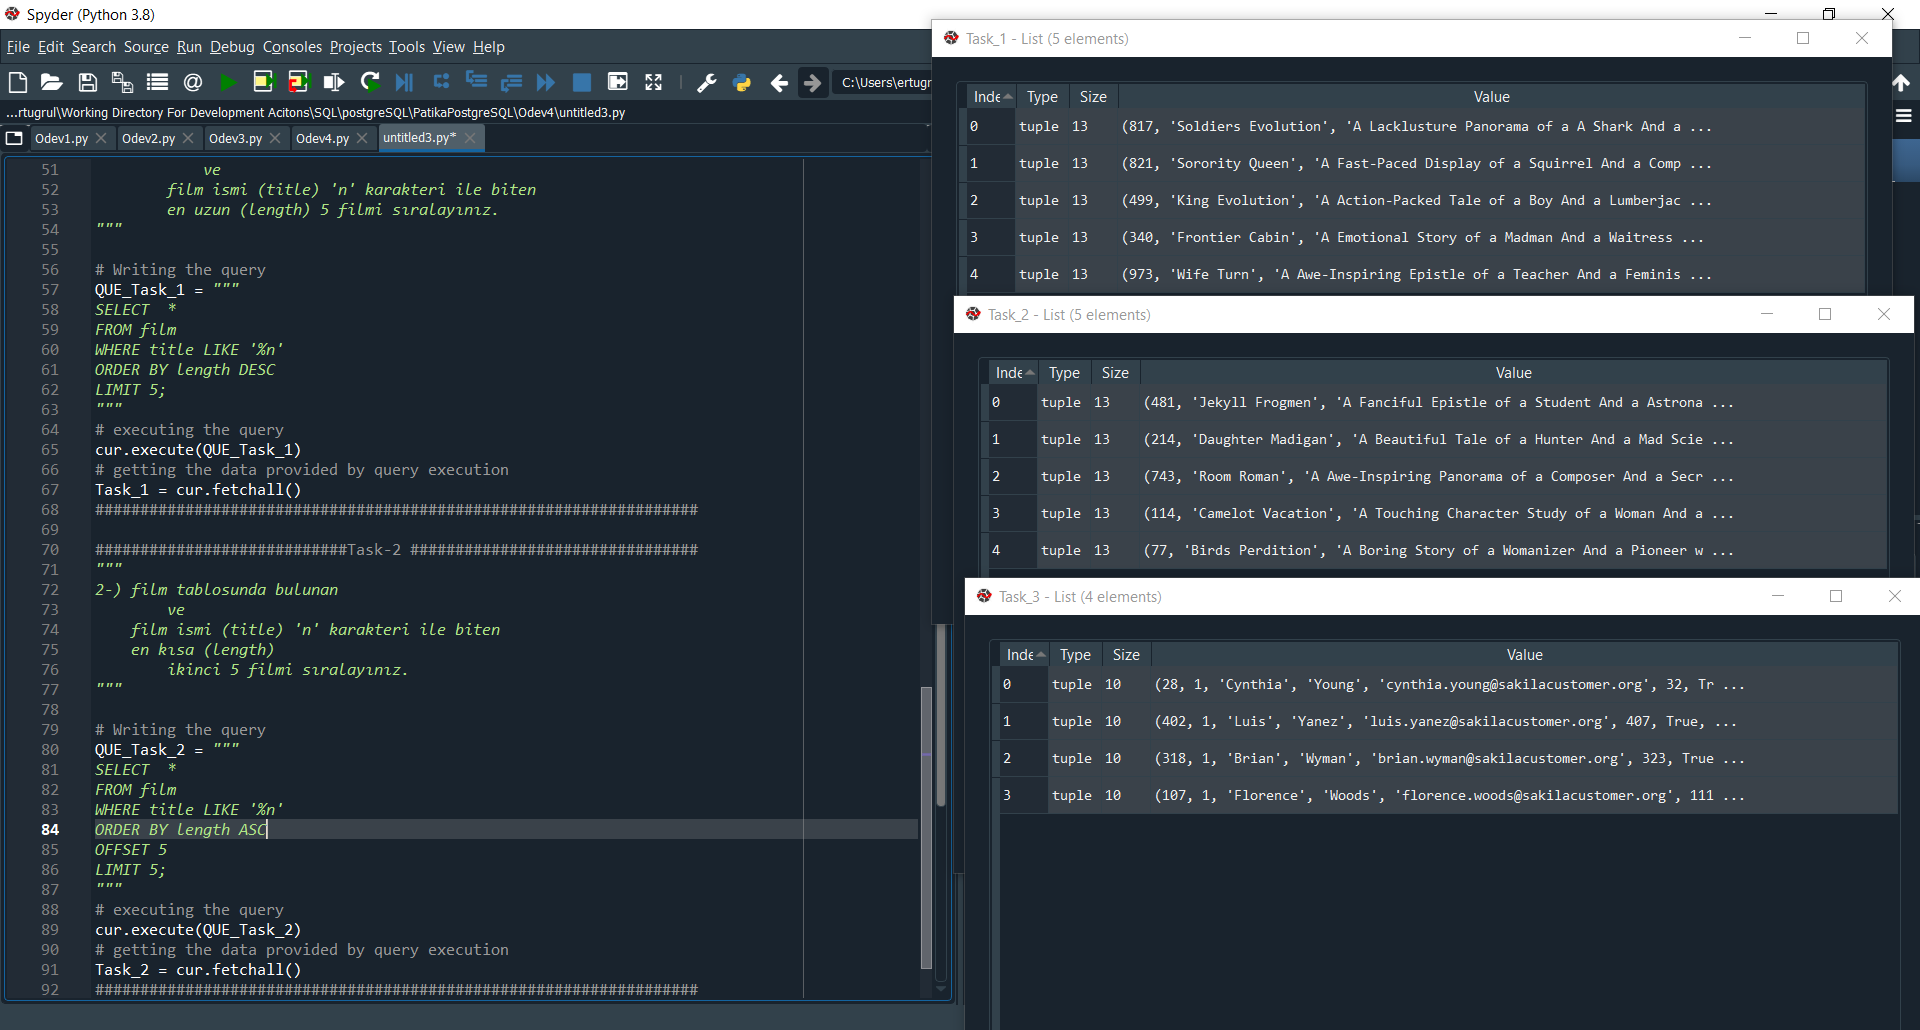 Spyder (Python 3.8)
File Edit Search Source Run Debug Consoles Projects Tools View Help
C:\Users\ertugr
...rtugrul\Working Directory For Development Acitons\SQL\postgreSQL\PatikaPostgreSQL\Odev4\untitled3.py
Odev1.py Odev2.py Odev3.py Odev4.py untitled3.py*
51 ve
52 film ismi (title) 'n' karakteri ile biten
53 en uzun (length) 5 filmi sıralayınız.
54 """
55
56 # Writing the query
57 QUE_Task_1 = """
58 SELECT *
59 FROM film
60 WHERE title LIKE '%n'
61 ORDER BY length DESC
62 LIMIT 5;
63 """
64 # executing the query
65 cur.execute(QUE_Task_1)
66 # getting the data provided by query execution
67 Task_1 = cur.fetchall()
68 ###################################################################
69
70 ############################Task-2 ################################
71 """
72 2-) film tablosunda bulunan
73 ve
74 film ismi (title) 'n' karakteri ile biten
75 en kısa (length)
76 ikinci 5 filmi sıralayınız.
77 """
78
79 # Writing the query
80 QUE_Task_2 = """
81 SELECT *
82 FROM film
83 WHERE title LIKE '%n'
84 ORDER BY length ASC
85 OFFSET 5
86 LIMIT 5;
87 """
88 # executing the query
89 cur.execute(QUE_Task_2)
90 # getting the data provided by query execution
91 Task_2 = cur.fetchall()
92 ###################################################################
Task_1 - List (5 elements)
Inde Type Size Value
0 tuple 13 (817, 'Soldiers Evolution', 'A Lacklusture Panorama of a A Shark And a ...
1 tuple 13 (821, 'Sorority Queen', 'A Fast-Paced Display of a Squirrel And a Comp ...
2 tuple 13 (499, 'King Evolution', 'A Action-Packed Tale of a Boy And a Lumberjac ...
3 tuple 13 (340, 'Frontier Cabin', 'A Emotional Story of a Madman And a Waitress ...
4 tuple 13 (973, 'Wife Turn', 'A Awe-Inspiring Epistle of a Teacher And a Feminis ...
Task_2 - List (5 elements)
Inde Type Size Value
0 tuple 13 (481, 'Jekyll Frogmen', 'A Fanciful Epistle of a Student And a Astrona ...
1 tuple 13 (214, 'Daughter Madigan', 'A Beautiful Tale of a Hunter And a Mad Scie ...
2 tuple 13 (743, 'Room Roman', 'A Awe-Inspiring Panorama of a Composer And a Secr ...
3 tuple 13 (114, 'Camelot Vacation', 'A Touching Character Study of a Woman And a ...
4 tuple 13 (77, 'Birds Perdition', 'A Boring Story of a Womanizer And a Pioneer w ...
Task_3 - List (4 elements)
Inde Type Size Value
0 tuple 10 (28, 1, 'Cynthia', 'Young', 'cynthia.young@sakilacustomer.org', 32, Tr ...
1 tuple 10 (402, 1, 'Luis', 'Yanez', 'luis.yanez@sakilacustomer.org', 407, True, ...
2 tuple 10 (318, 1, 'Brian', 'Wyman', 'brian.wyman@sakilacustomer.org', 323, True ...
3 tuple 10 (107, 1, 'Florence', 'Woods', 'florence.woods@sakilacustomer.org', 111 ...